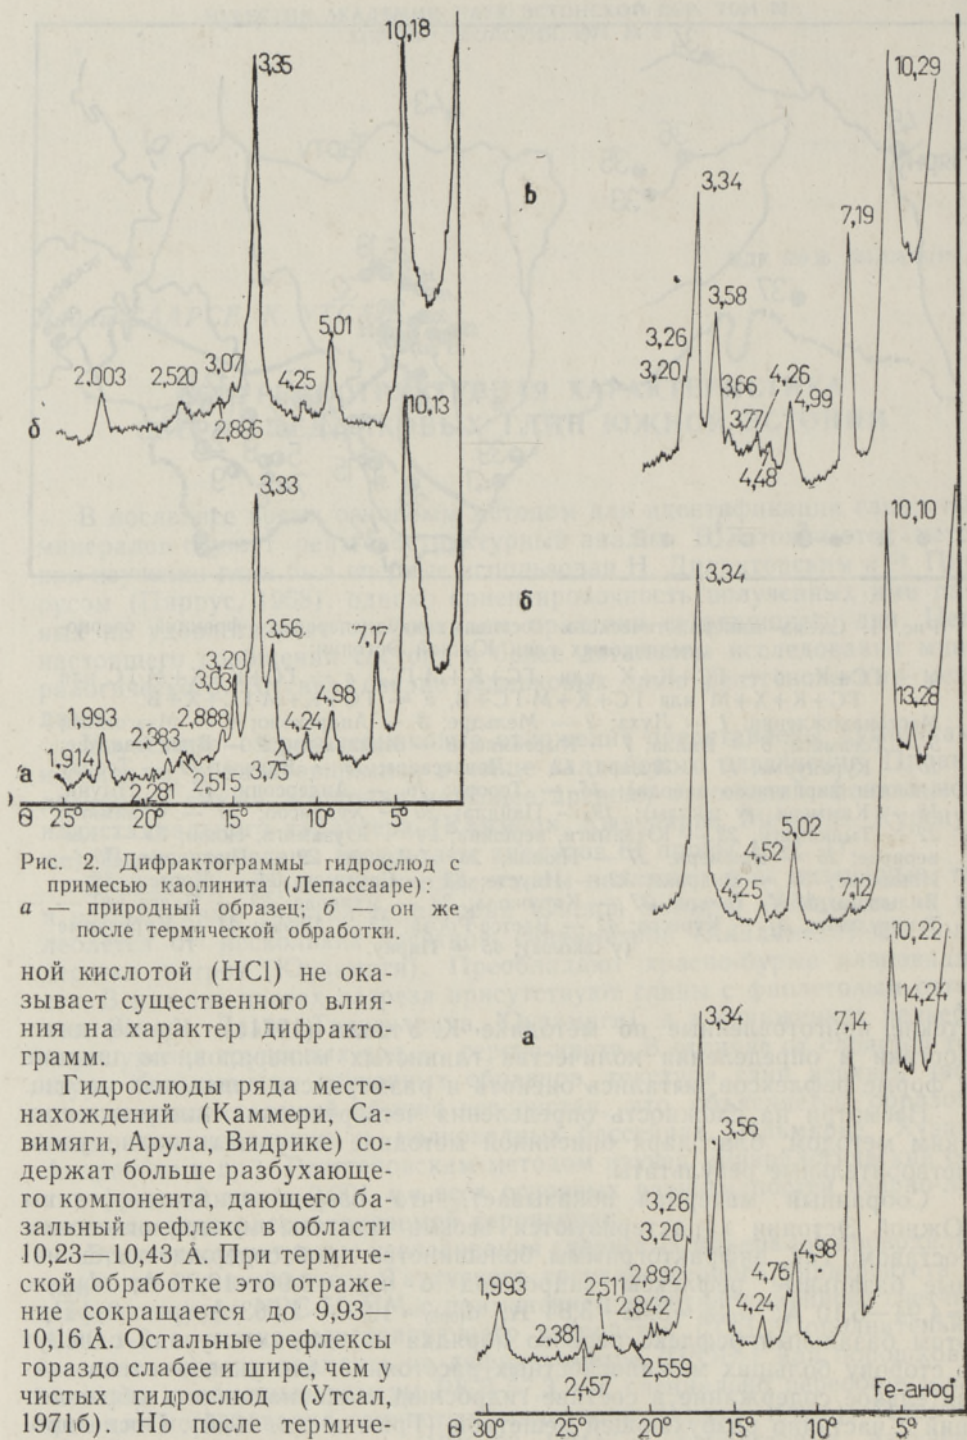 3,35
10,18
2,003
2,520
3,07
2,886
4,25
5,01
б
10,13
3,33
3,56
7,17
3,20
3,03
1,993
2,383
2,888
4,24
4,98
1,914
2,281
2,515
3,75
а
Θ 25° 20° 15° 10° 5°
Рис. 2. Дифрактограммы гидрослюд с
примесью каолинита (Лепассааре):
а — природный образец; б — он же
после термической обработки.
ной кислотой (HCl) не ока-
зывает существенного влия-
ния на характер дифракто-
грамм.
Гидрослюды ряда место-
нахождений (Каммери, Са-
вимяги, Арула, Видрике) со-
держат больше разбухающе-
го компонента, дающего ба-
зальный рефлекс в области
10,23—10,43 Å. При термиче-
ской обработке это отраже-
ние сокращается до 9,93—
10,16 Å. Остальные рефлексы
гораздо слабее и шире, чем у
чистых гидрослюд (Утсал,
1971б). Но после термиче-
b
10,29
3,34
7,19
3,58
3,26
3,20
3,66
4,26
3,77
4,99
4,48
б
10,10
3,34
13,28
5,02
4,52
4,25
7,12
а
10,22
14,24
3,34
7,14
3,56
3,26
3,20
1,993
2,511
2,892
2,842
4,76
4,98
4,24
2,381
2,457
2,559
Fe-анод
Θ 30° 25° 20° 15° 10° 5°